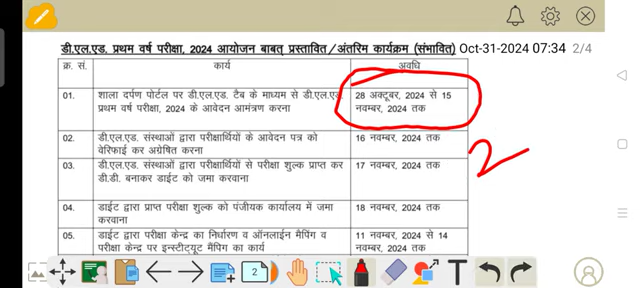 डी.एल.एड. प्रथम वर्ष परीक्षा, 2024 आयोजन बाबत् प्रस्तावित/अंतरिम कार्यक्रम (संभावित) Oct-31-2024 07:34 2/4
क्र. सं. कार्य अवधि
01. शाला दर्पण पोर्टल पर डी.एल.एड. टैब के माध्यम से डी.एल.एड. 28 अक्टूबर, 2024 से 15
प्रथम वर्ष परीक्षा, 2024 के आवेदन आमंत्रण करना नवम्बर, 2024 तक
02. डी.एल.एड. संस्थाओं द्वारा परीक्षार्थियों के आवेदन पत्र को 16 नवम्बर, 2024 तक
वेरिफाई कर अग्रेषित करना
03. डी.एल.एड. संस्थाओं द्वारा परीक्षार्थियों से परीक्षा शुल्क प्राप्त कर 17 नवम्बर, 2024 तक
डी.डी. बनाकर डाईट को जमा करवाना
2
04. डाईट द्वारा प्राप्त परीक्षा शुल्क को पंजीयक कार्यालय में जमा 18 नवम्बर, 2024 तक
करवाना
05. डाईट द्वारा परीक्षा केन्द्र का निर्धारण व ऑनलाईन मैपिंग व 11 नवम्बर, 2024 से 14
परीक्षा केन्द्र पर इन्स्टीट्यूट मैपिंग का कार्य नवम्बर, 2024 तक
2 T